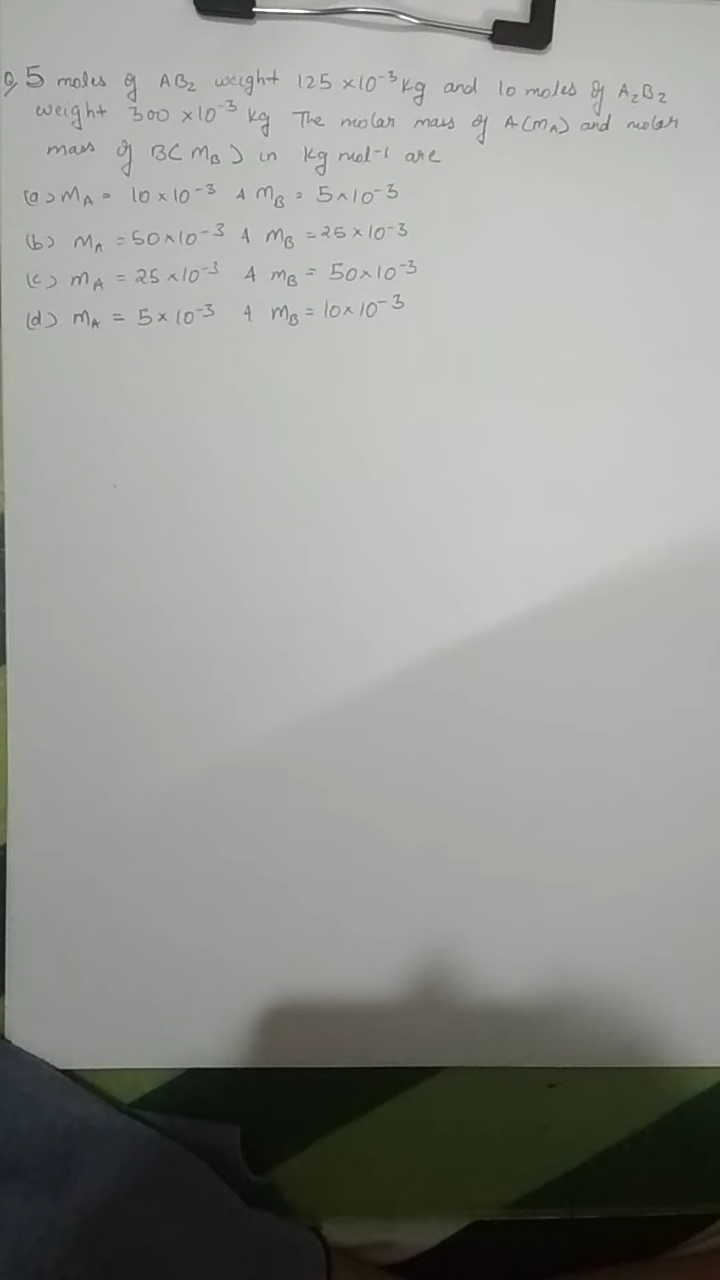 Q, 5 moles of AB₂ weight 125 ×10⁻³ kg and 10 moles of A₂B₂
weight 300 ×10⁻³ kg The molar mass of A(MA) and molar
mass of B( MB ) in kg mol-1 are
(a) MA = 10 × 10⁻³ & MB = 5×10⁻³
(b) MA = 50×10⁻³ & MB = 25 ×10⁻³
(c) MA = 25 ×10⁻³ & MB = 50×10⁻³
(d) MA = 5 × 10⁻³ & MB = 10×10⁻³